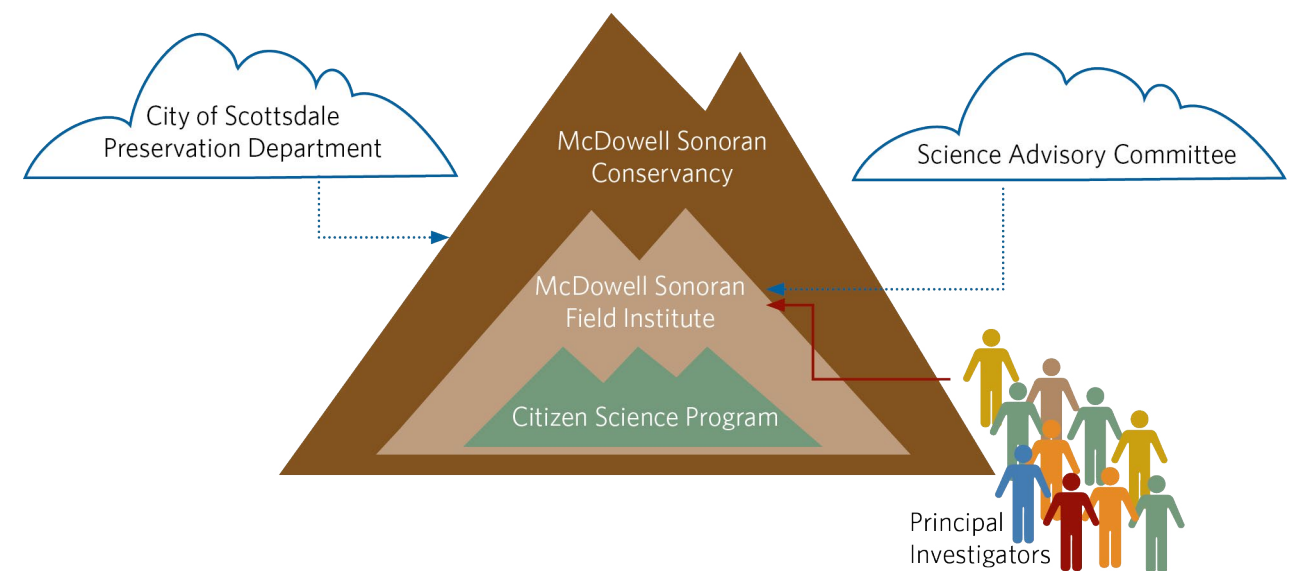 City of Scottsdale
Preservation Department
McDowell Sonoran
Conservancy
Science Advisory Committee
McDowell Sonoran
Field Institute
Citizen Science Program
Principal
Investigators